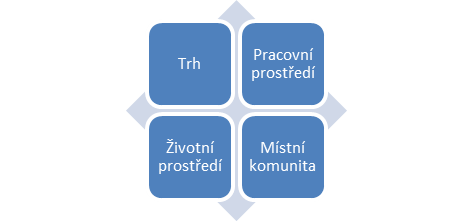 Trh
Pracovní
prostředí
Životní
prostředí
Místní
komunita